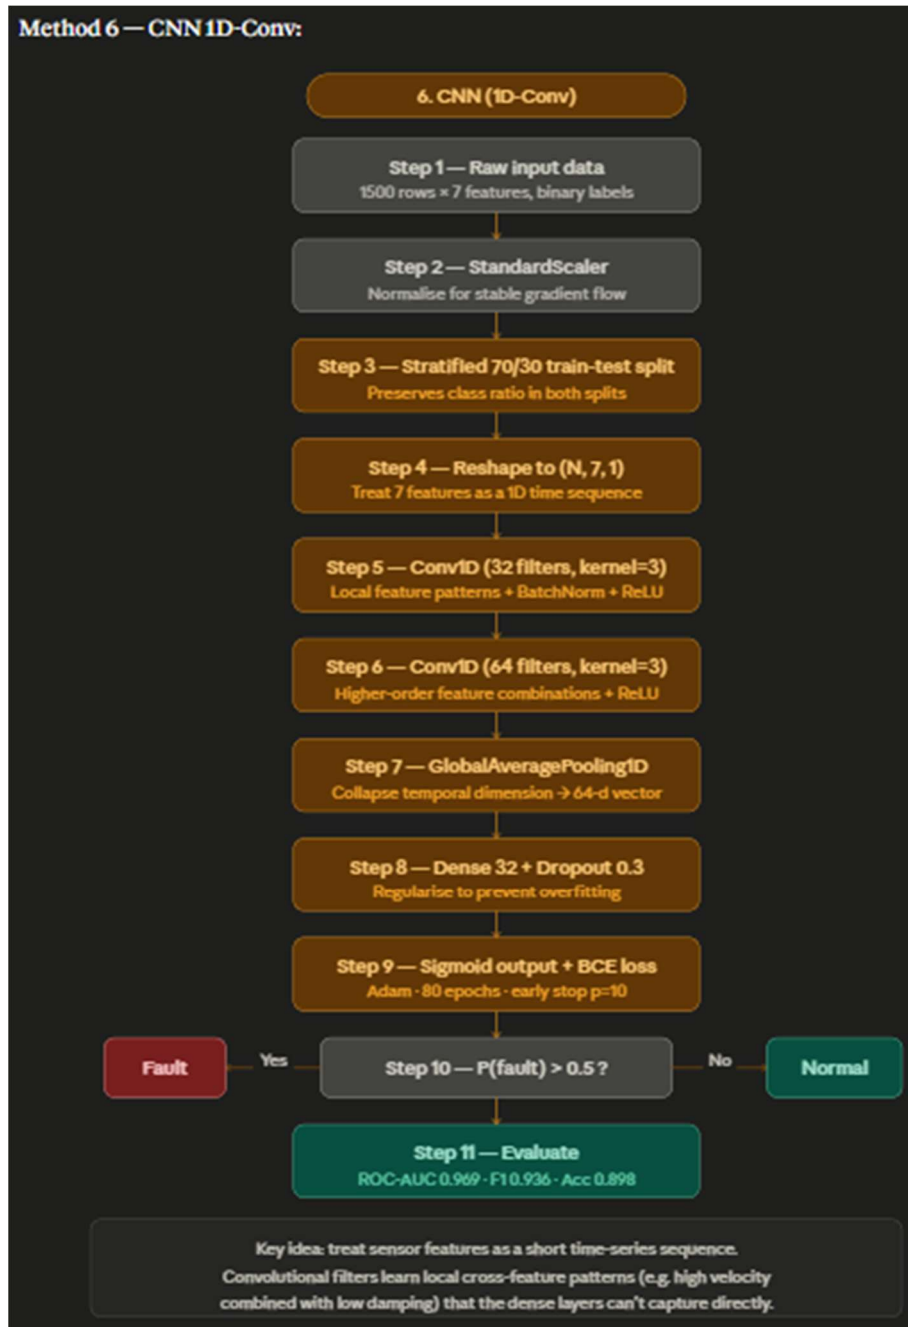 Method 6 — CNN 1D-Conv:
6. CNN (1D-Conv)
Step 1 — Raw input data
1500 rows × 7 features, binary labels
Step 2 — StandardScaler
Normalise for stable gradient flow
Step 3 — Stratified 70/30 train-test split
Preserves class ratio in both splits
Step 4 — Reshape to (N, 7, 1)
Treat 7 features as a 1D time sequence
Step 5 — Conv1D (32 filters, kernel=3)
Local feature patterns + BatchNorm + ReLU
Step 6 — Conv1D (64 filters, kernel=3)
Higher-order feature combinations + ReLU
Step 7 — GlobalAveragePooling1D
Collapse temporal dimension → 64-d vector
Step 8 — Dense 32 + Dropout 0.3
Regularise to prevent overfitting
Step 9 — Sigmoid output + BCE loss
Adam · 80 epochs · early stop p=10
Fault
Yes
Step 10 — P(fault) > 0.5 ?
No
Normal
Step 11 — Evaluate
ROC-AUC 0.969 · F1 0.936 · Acc 0.898
Key idea: treat sensor features as a short time-series sequence.
Convolutional filters learn local cross-feature patterns (e.g. high velocity
combined with low damping) that the dense layers can't capture directly.